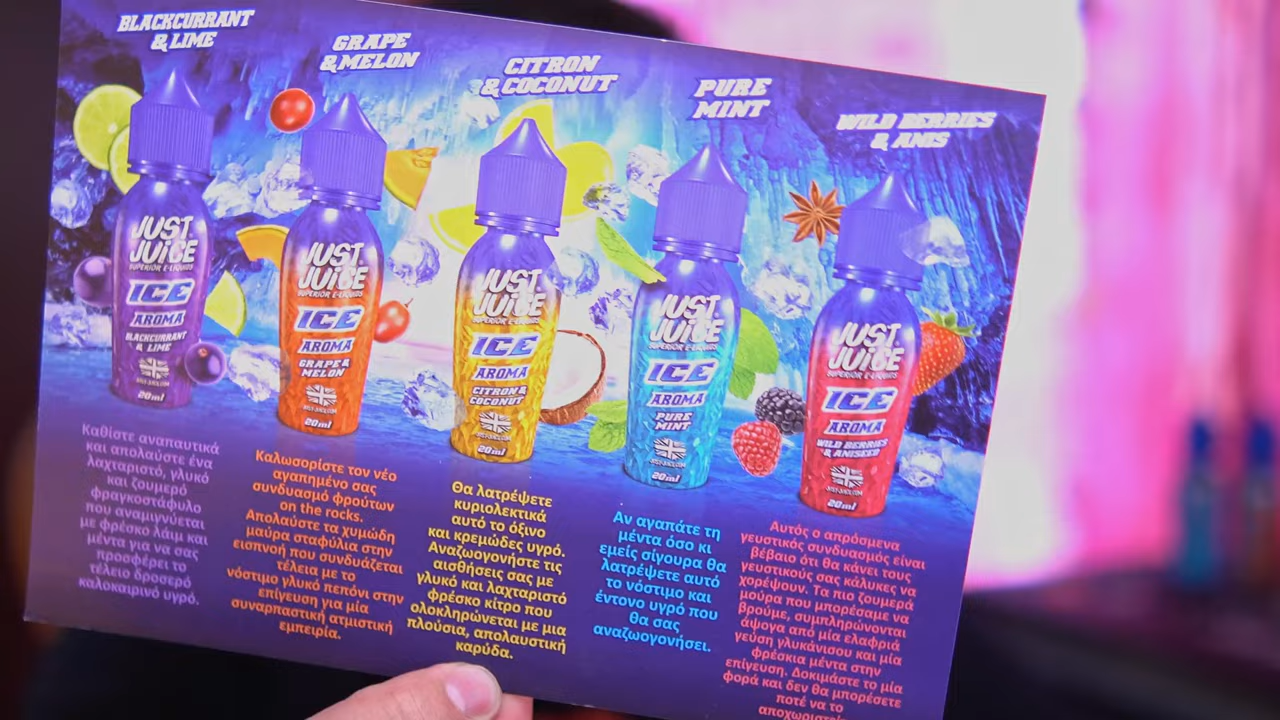 BLACKCURRANT
& LIME
GRAPE
& MELON
CITRON
& COCONUT
PURE
MINT
WILD BERRIES
& ANIS
JUST
JUICE
SUPERIOR E-LIQUIDS
ICE
AROMA
BLACKCURRANT
& LIME
20ml
JUST
JUICE
SUPERIOR E-LIQUIDS
ICE
AROMA
GRAPE &
MELON
20ml
JUST
JUICE
SUPERIOR E-LIQUIDS
ICE
AROMA
CITRON &
COCONUT
20ml
JUST
JUICE
SUPERIOR E-LIQUIDS
ICE
AROMA
PURE
MINT
20ml
JUST
JUICE
SUPERIOR E-LIQUIDS
ICE
AROMA
WILD BERRIES
& ANISEED
20ml
Καθίστε αναπαυτικά
και απολαύστε ένα
λαχταριστό, γλυκό
και ζουμερό
φραγκοστάφυλο
που αναμιγνύεται
με φρέσκο λάιμ και
μέντα για να σας
προσφέρει το
τέλειο δροσερό
καλοκαιρινό υγρό.
Καλωσορίστε τον νέο
αγαπημένο σας
συνδυασμό φρούτων
on the rocks.
Απολαύστε τα χυμώδη
μαύρα σταφύλια στην
εισπνοή που συνδυάζεται
τέλεια με το
νόστιμο γλυκό πεπόνι στην
επίγευση για μία
συναρπαστική ατμιστική
εμπειρία.
Θα λατρέψετε
κυριολεκτικά
αυτό το όξινο
και κρεμώδες υγρό.
Αναζωογονήστε τις
αισθήσεις σας με
γλυκό και λαχταριστό
φρέσκο κίτρο που
ολοκληρώνεται με μια
πλούσια, απολαυστική
καρύδα.
Αν αγαπάτε τη
μέντα όσο κι
εμείς σίγουρα θα
λατρέψετε αυτό
το νόστιμο και
έντονο υγρό που
θα σας
αναζωογονήσει.
Αυτός ο απρόσμενα
γευστικός συνδυασμός είναι
βέβαιο ότι θα κάνει τους
γευστικούς σας κάλυκες να
χορέψουν. Τα πιο ζουμερά
μούρα που μπορέσαμε να
βρούμε, συμπληρώνονται
άψογα από μία ελαφριά
γεύση γλυκάνισου και μία
φρέσκια μέντα στην
επίγευση. Δοκιμάστε το μία
φορά και δεν θα μπορέσετε
ποτέ να το